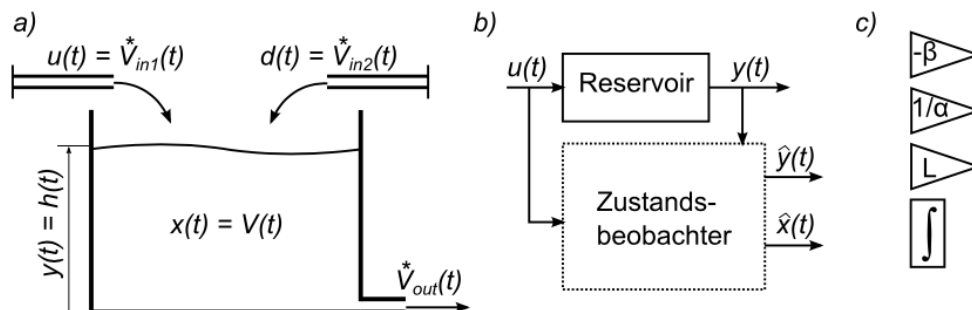 a)
u(t) = V̇*in1(t)
d(t) = V̇*in2(t)
y(t) = h(t)
x(t) = V(t)
V̇*out(t)
b)
u(t)
Reservoir
y(t)
ŷ(t)
Zustands-
beobachter
x̂(t)
c)
-β
1/α
L
∫